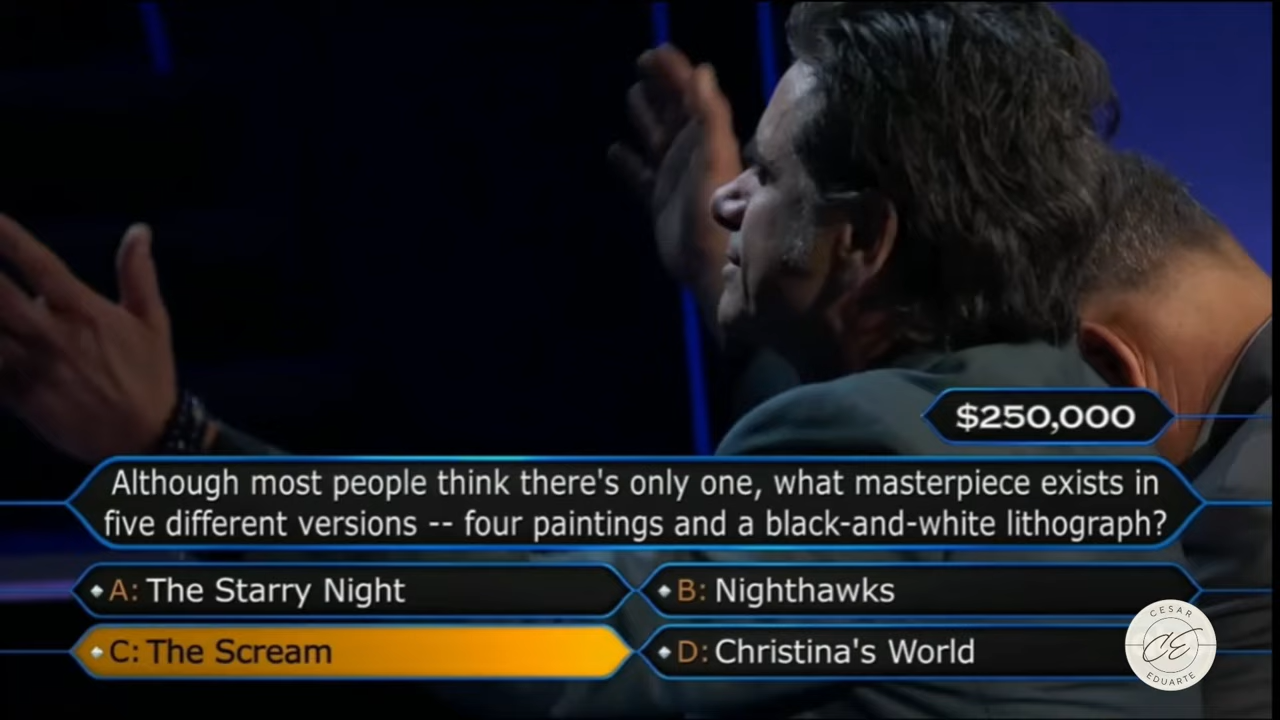 $250,000
Although most people think there's only one, what masterpiece exists in
five different versions -- four paintings and a black-and-white lithograph?
A: The Starry Night
B: Nighthawks
C: The Scream
D: Christina's World
CESAR
CE
EDUARTE